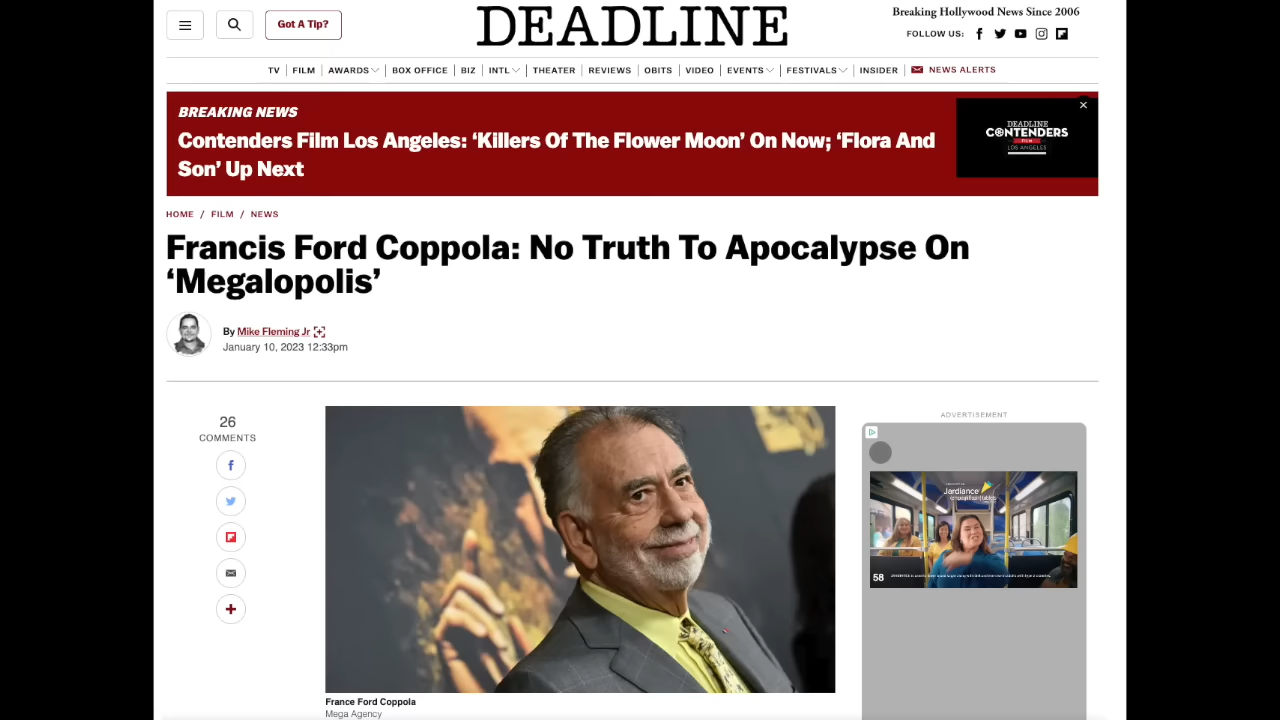 Got A Tip?
DEADLINE
Breaking Hollywood News Since 2006
FOLLOW US:
TV FILM AWARDS BOX OFFICE BIZ INTL THEATER REVIEWS OBITS VIDEO EVENTS FESTIVALS INSIDER NEWS ALERTS
BREAKING NEWS
Contenders Film Los Angeles: ‘Killers Of The Flower Moon’ On Now; ‘Flora And
Son’ Up Next
DEADLINE
CONTENDERS
FILM
LOS ANGELES
HOME / FILM / NEWS
Francis Ford Coppola: No Truth To Apocalypse On
‘Megalopolis’
By Mike Fleming Jr
January 10, 2023 12:33pm
26
COMMENTS
ADVERTISEMENT
Jardiance
58
France Ford Coppola
Mega Agency